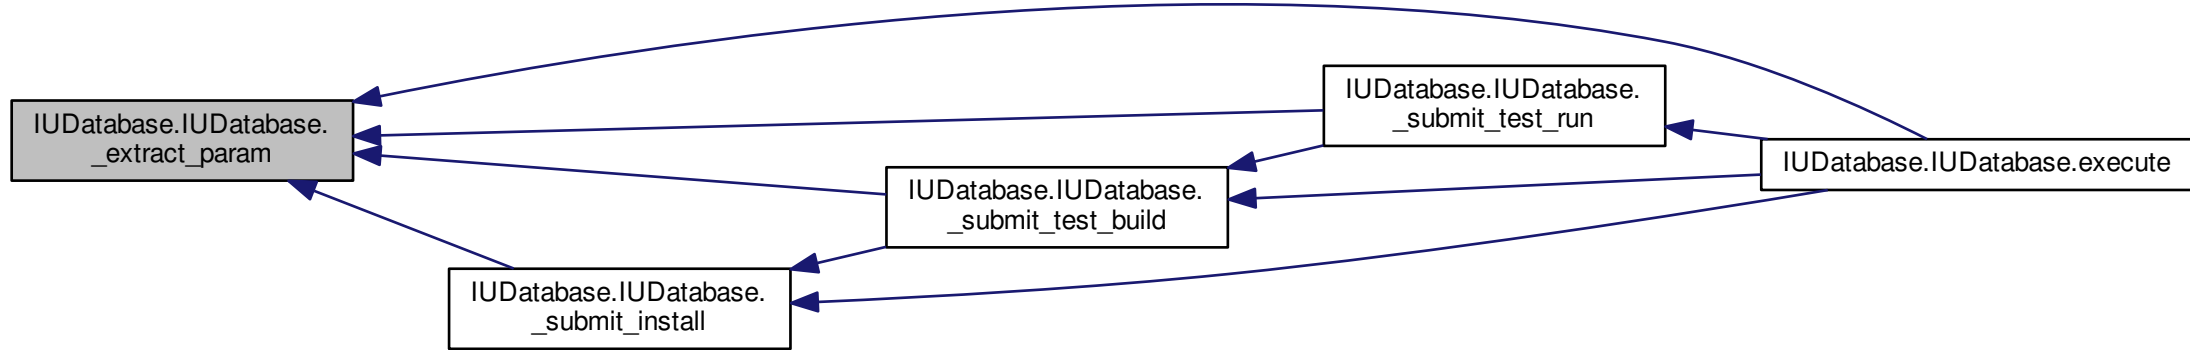 IUDatabase.IUDatabase.
_extract_param
IUDatabase.IUDatabase.
_submit_test_run
IUDatabase.IUDatabase.execute
IUDatabase.IUDatabase.
_submit_test_build
IUDatabase.IUDatabase.
_submit_install